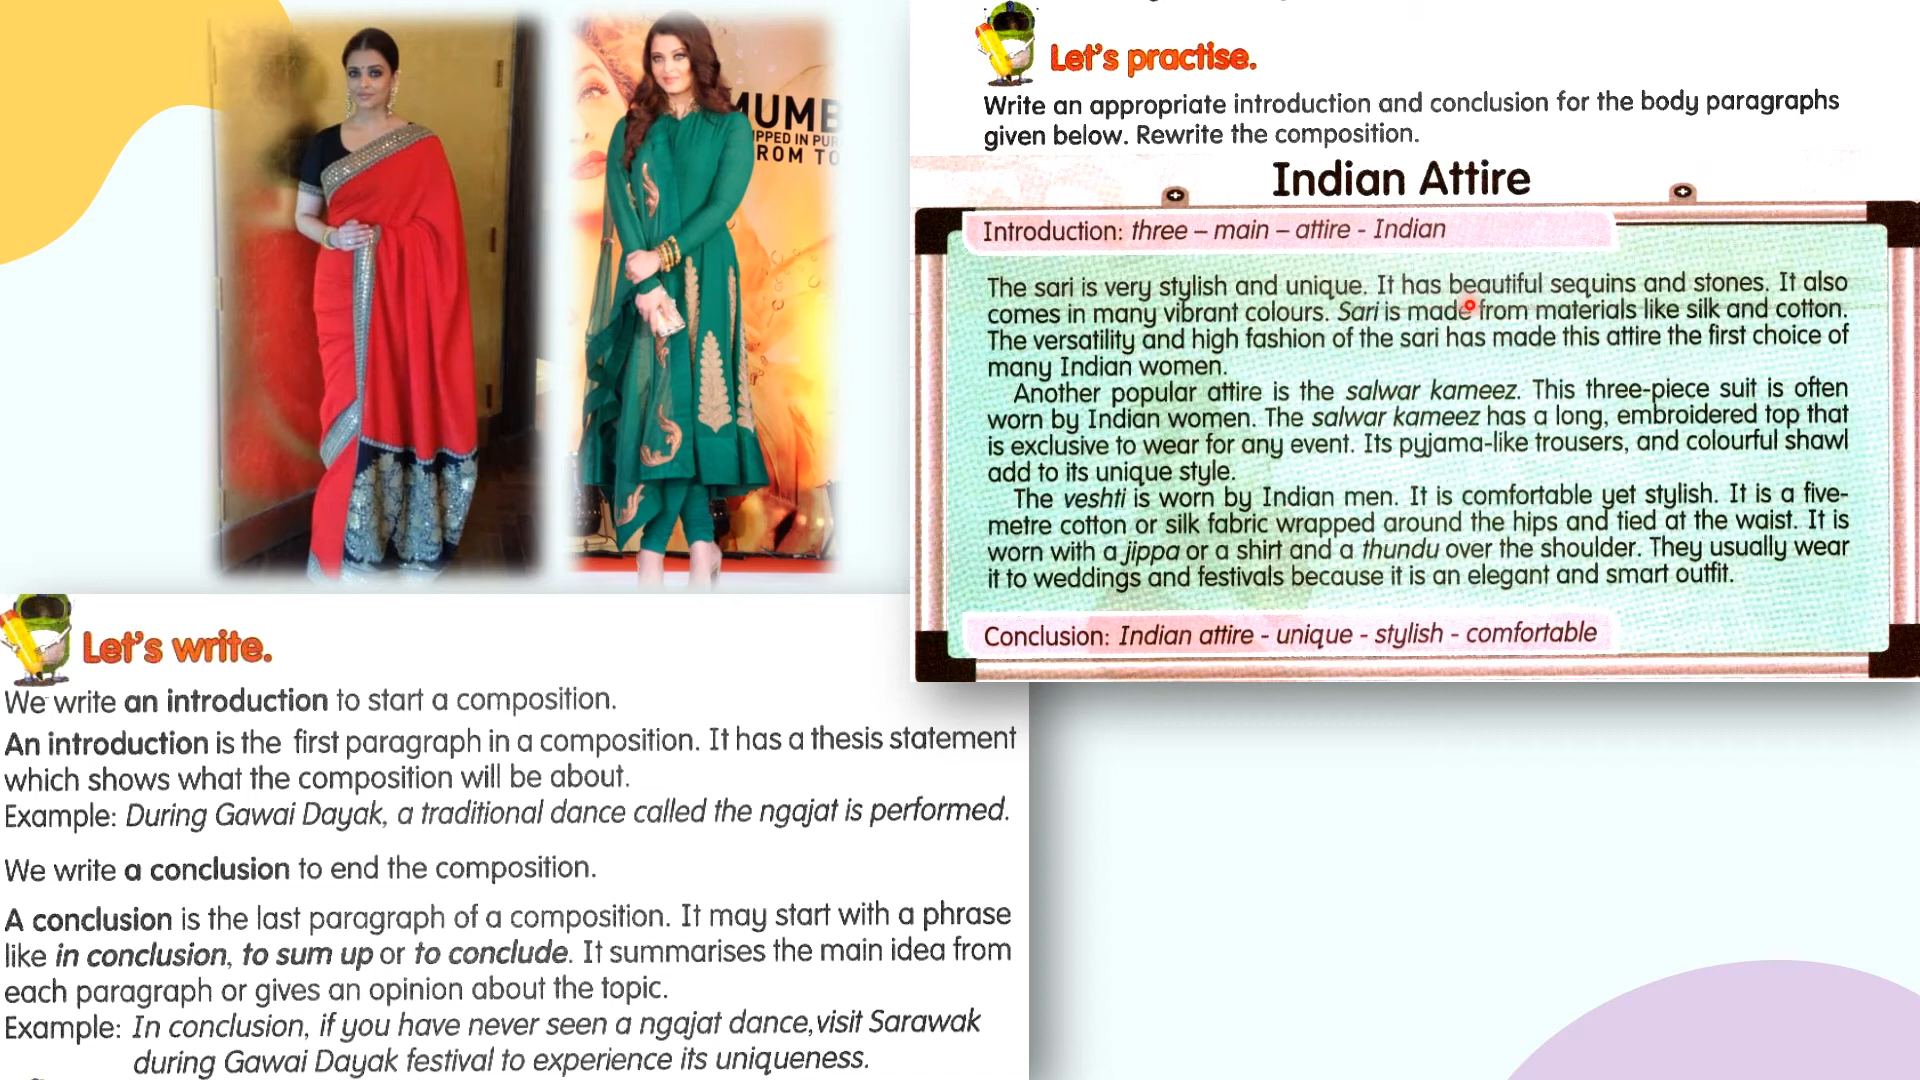 MUMB
PPED IN PUR
ROM TO
Let's practise.
Write an appropriate introduction and conclusion for the body paragraphs
given below. Rewrite the composition.
Indian Attire
Introduction: three – main – attire - Indian
The sari is very stylish and unique. It has beautiful sequins and stones. It also
comes in many vibrant colours. Sari is made from materials like silk and cotton.
The versatility and high fashion of the sari has made this attire the first choice of
many Indian women.
Another popular attire is the salwar kameez. This three-piece suit is often
worn by Indian women. The salwar kameez has a long, embroidered top that
is exclusive to wear for any event. Its pyjama-like trousers, and colourful shawl
add to its unique style.
The veshti is worn by Indian men. It is comfortable yet stylish. It is a five-
metre cotton or silk fabric wrapped around the hips and tied at the waist. It is
worn with a jippa or a shirt and a thundu over the shoulder. They usually wear
it to weddings and festivals because it is an elegant and smart outfit.
Conclusion: Indian attire - unique - stylish - comfortable
Let's write.
We write an introduction to start a composition.
An introduction is the first paragraph in a composition. It has a thesis statement
which shows what the composition will be about.
Example: During Gawai Dayak, a traditional dance called the ngajat is performed.
We write a conclusion to end the composition.
A conclusion is the last paragraph of a composition. It may start with a phrase
like in conclusion, to sum up or to conclude. It summarises the main idea from
each paragraph or gives an opinion about the topic.
Example: In conclusion, if you have never seen a ngajat dance, visit Sarawak
during Gawai Dayak festival to experience its uniqueness.